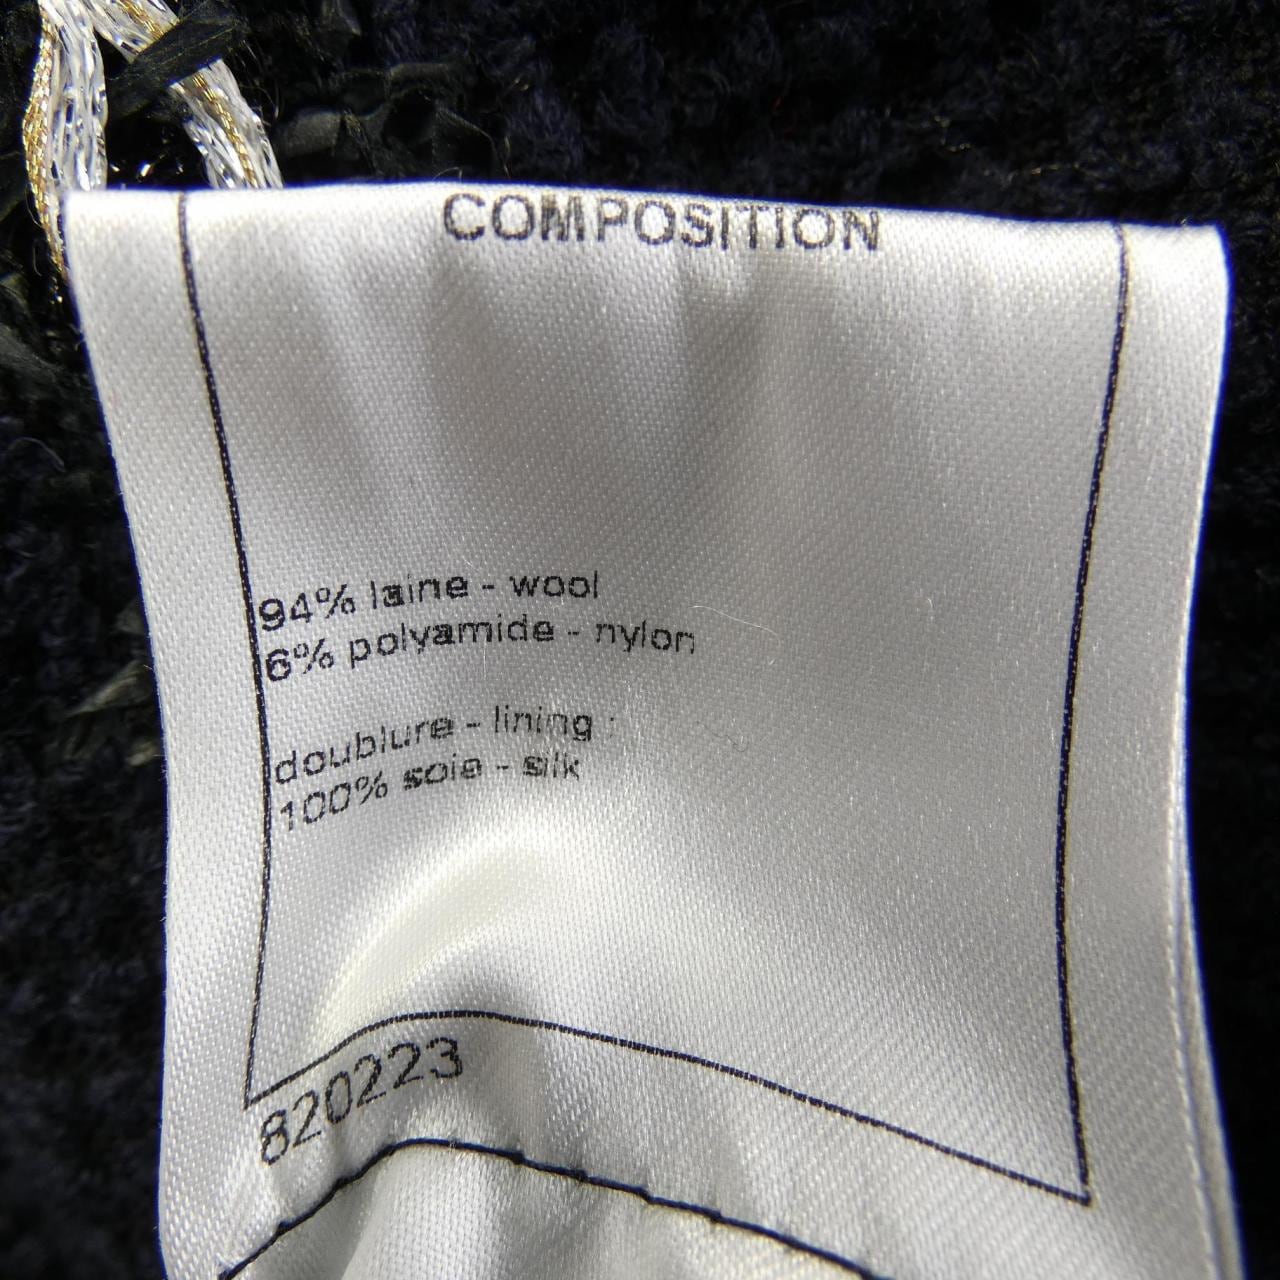 COMPOSITION
94% laine - wool
6% polyamide - nylon
doublure - lining :
100% soie - silk
820223